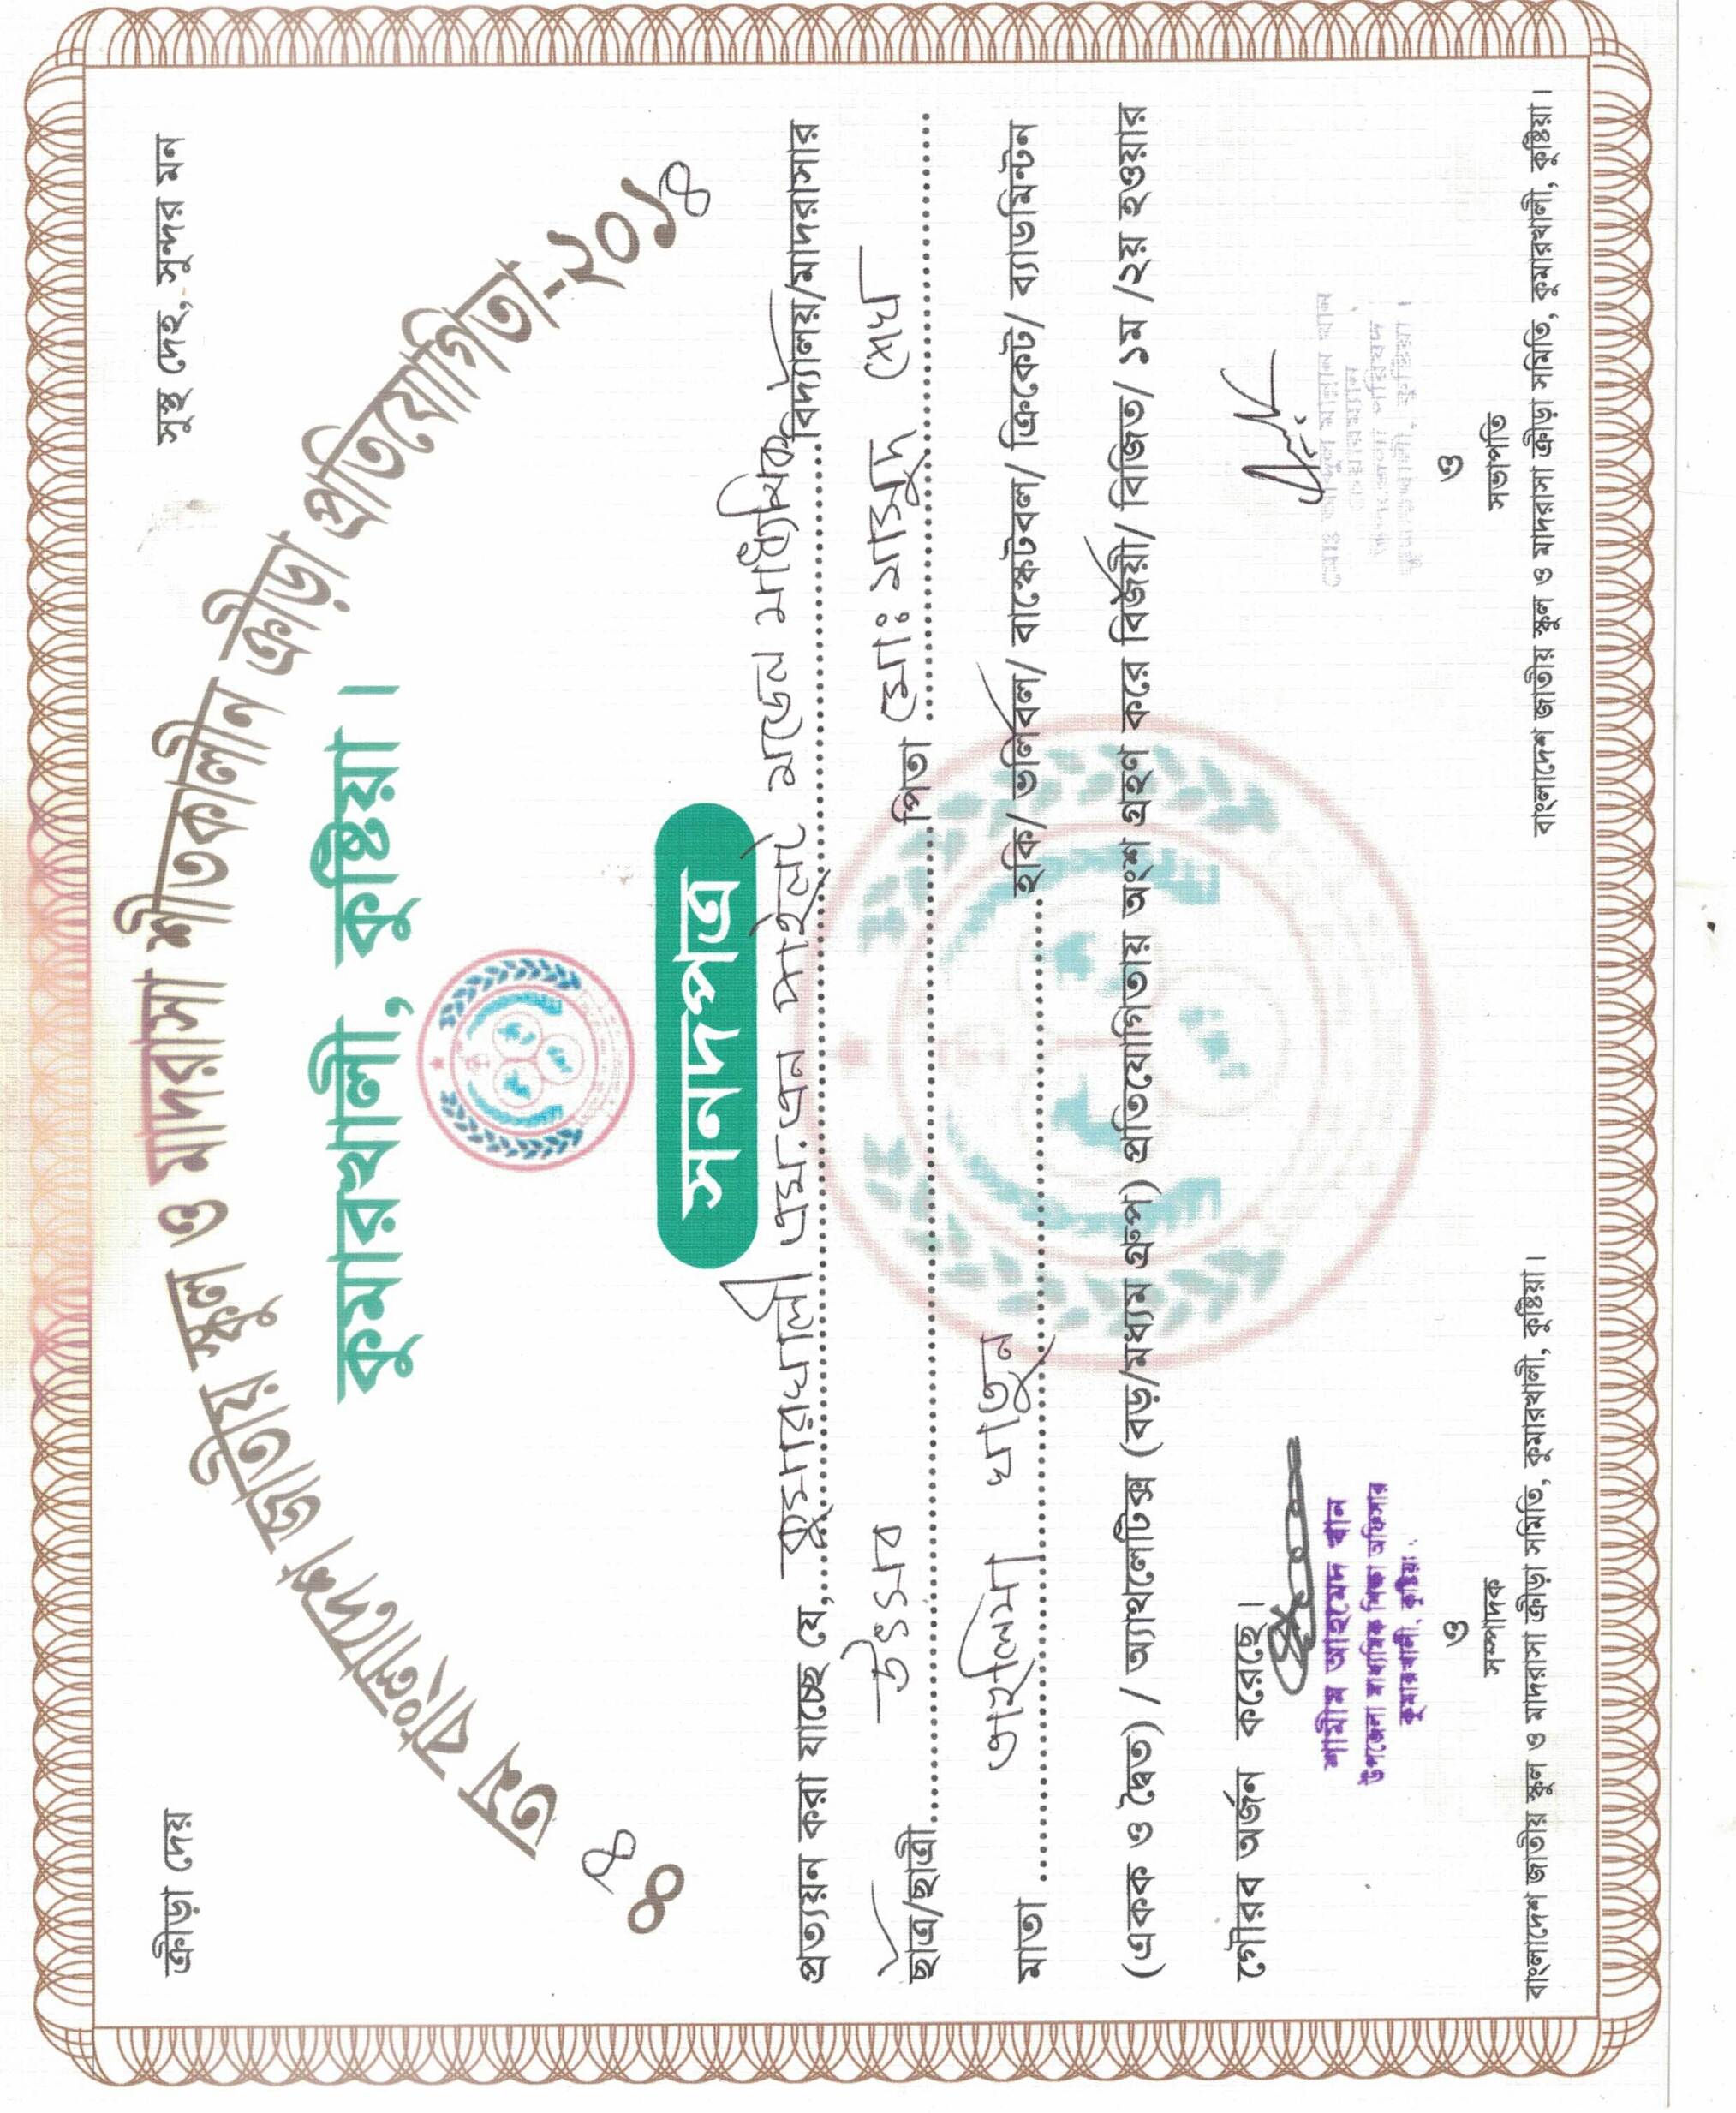 ক্রীড়া দেয়
সুস্থ দেহ, সুন্দর মন
৪৪ তম বাংলাদেশ জাতীয় স্কুল ও মাদরাসা শীতকালীন ক্রীড়া প্রতিযোগিতা-২০১৪
কুমারখালী, কুষ্টিয়া।
সনদপত্র
প্রত্যয়ন করা যাচ্ছে যে, কুমারখালী এম.এন পাইলট মডেল মাধ্যমিক বিদ্যালয়/মাদরাসার
ছাত্র/ছাত্রী উৎসব পিতা মোঃ মাসুদ শেখ
মাতা তাছলিমা খাতুন হকি/ ভলিবল/ বাস্কেটবল/ ক্রিকেট/ ব্যাডমিন্টন
(একক ও দ্বৈত) / অ্যাথলেটিক্স (বড়/মধ্যম গ্রুপ) প্রতিযোগিতায় অংশ গ্রহণ করে বিজয়ী/ বিজিত/ ১ম /২য় হওয়ার
গৌরব অর্জন করেছে।
শামীম আহমেদ খান
উপজেলা মাধ্যমিক শিক্ষা অফিসার
কুমারখালী, কুষ্টিয়া
ও
সম্পাদক
বাংলাদেশ জাতীয় স্কুল ও মাদরাসা ক্রীড়া সমিতি, কুমারখালী, কুষ্টিয়া।
মোঃ আব্দুল মান্নান খান
চেয়ারম্যান
উপজেলা পরিষদ
কুমারখালী, কুষ্টিয়া।
ও
সভাপতি
বাংলাদেশ জাতীয় স্কুল ও মাদরাসা ক্রীড়া সমিতি, কুমারখালী, কুষ্টিয়া।